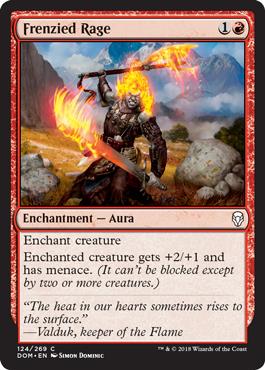 Frenzied Rage 1
Enchantment — Aura
Enchant creature
Enchanted creature gets +2/+1 and
has menace. (It can't be blocked except
by two or more creatures.)
"The heat in our hearts sometimes rises to
the surface."
—Valduk, keeper of the Flame
124/269 C
DOM • EN Simon Dominic ™ & © 2018 Wizards of the Coast